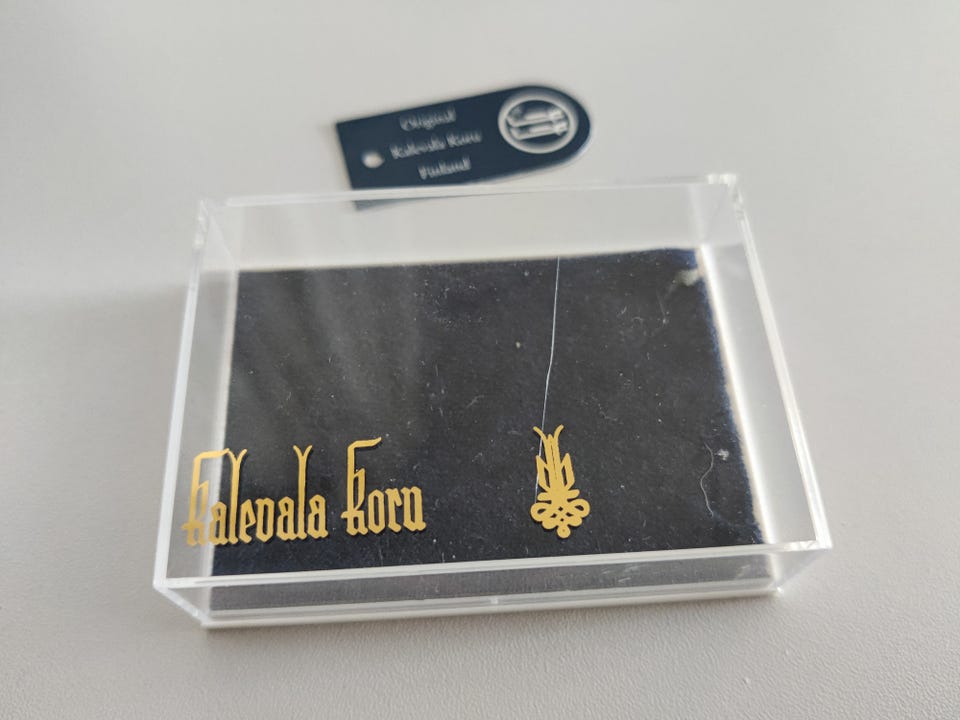 Original
Kalevala Koru
Finland
Kalevala Koru